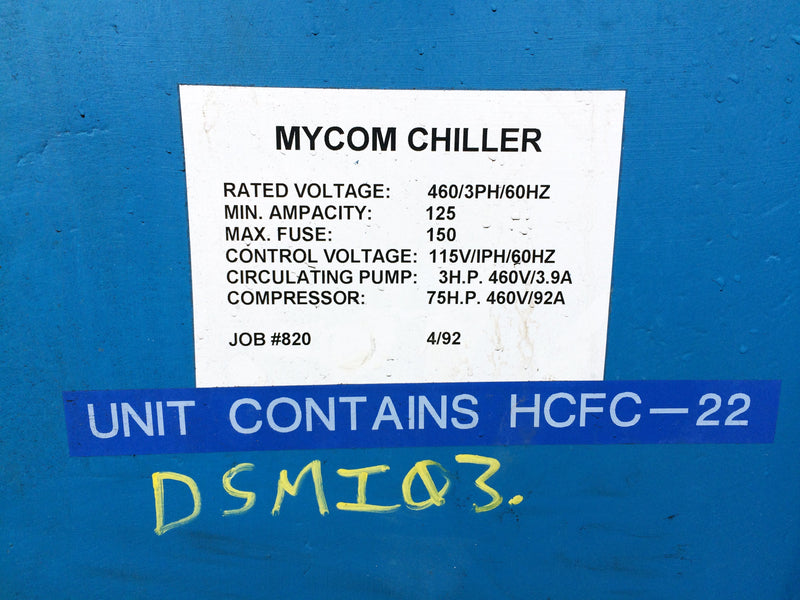 MYCOM CHILLER
RATED VOLTAGE: 460/3PH/60HZ
MIN. AMPACITY: 125
MAX. FUSE: 150
CONTROL VOLTAGE: 115V/IPH/60HZ
CIRCULATING PUMP: 3H.P. 460V/3.9A
COMPRESSOR: 75H.P. 460V/92A
JOB #820 4/92
UNIT CONTAINS HCFC-22
DSMIQ3.